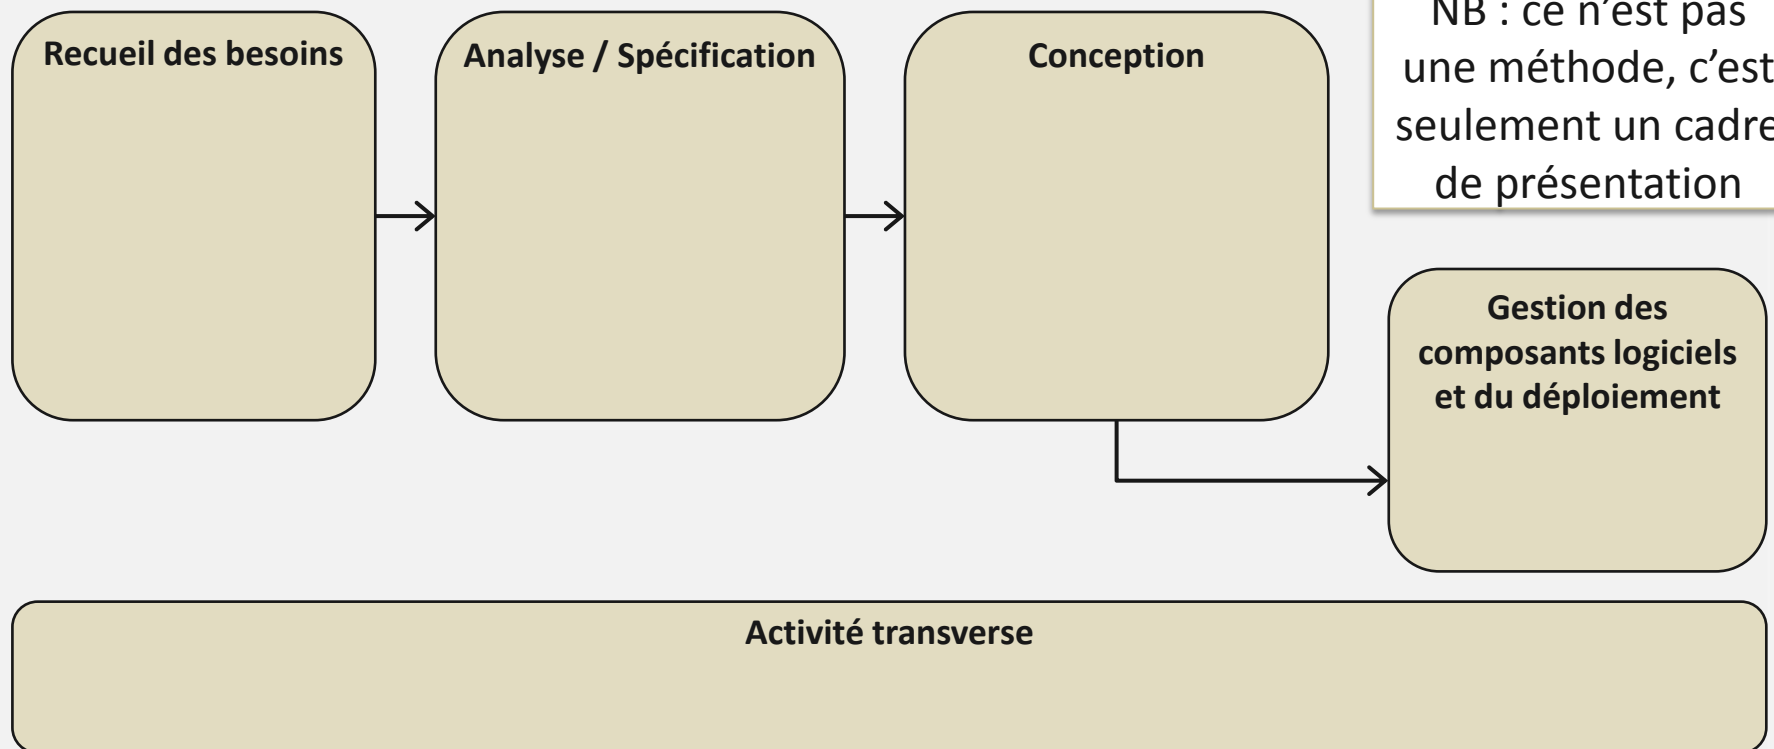 Recueil des besoins
Analyse / Spécification
Conception
NB : ce n’est pas
une méthode, c’est
seulement un cadre
de présentation
Gestion des
composants logiciels
et du déploiement
Activité transverse